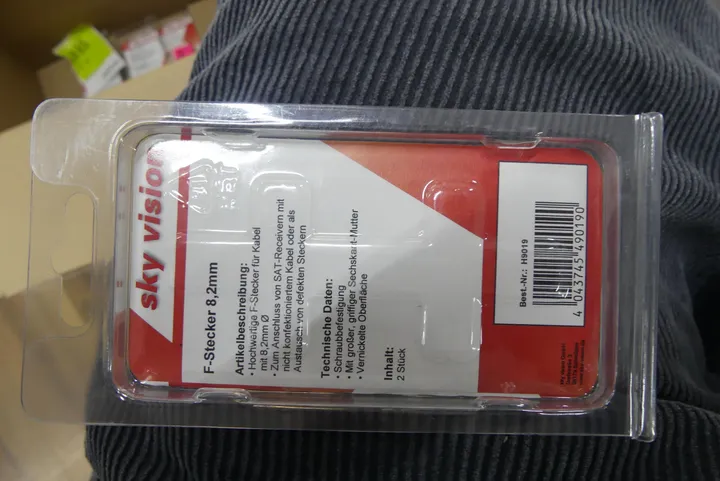 sky vision
F-Stecker 8,2mm
Artikelbeschreibung:
• Hochwertige F-Stecker für Kabel
mit 8,2mm Ø
• Zum Anschluss von SAT-Receivern mit
nicht konfektioniertem Kabel oder als
Austausch von defekten Steckern
Technische Daten:
• Schraubbefestigung
• Mit großer, griffiger Sechskant-Mutter
• Vernickelte Oberfläche
Inhalt:
2 Stück
Best.-Nr.: H9019
4 043745 490190